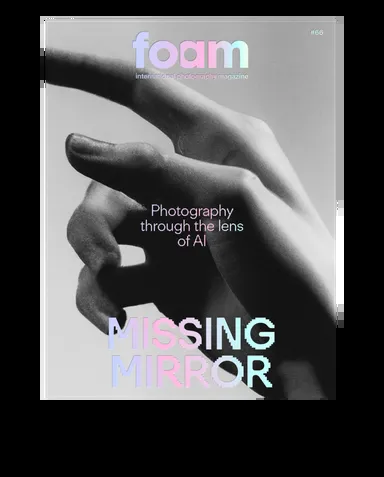 foam
#66
international photography magazine
Photography
through the lens
of AI
MISSING
MIRROR